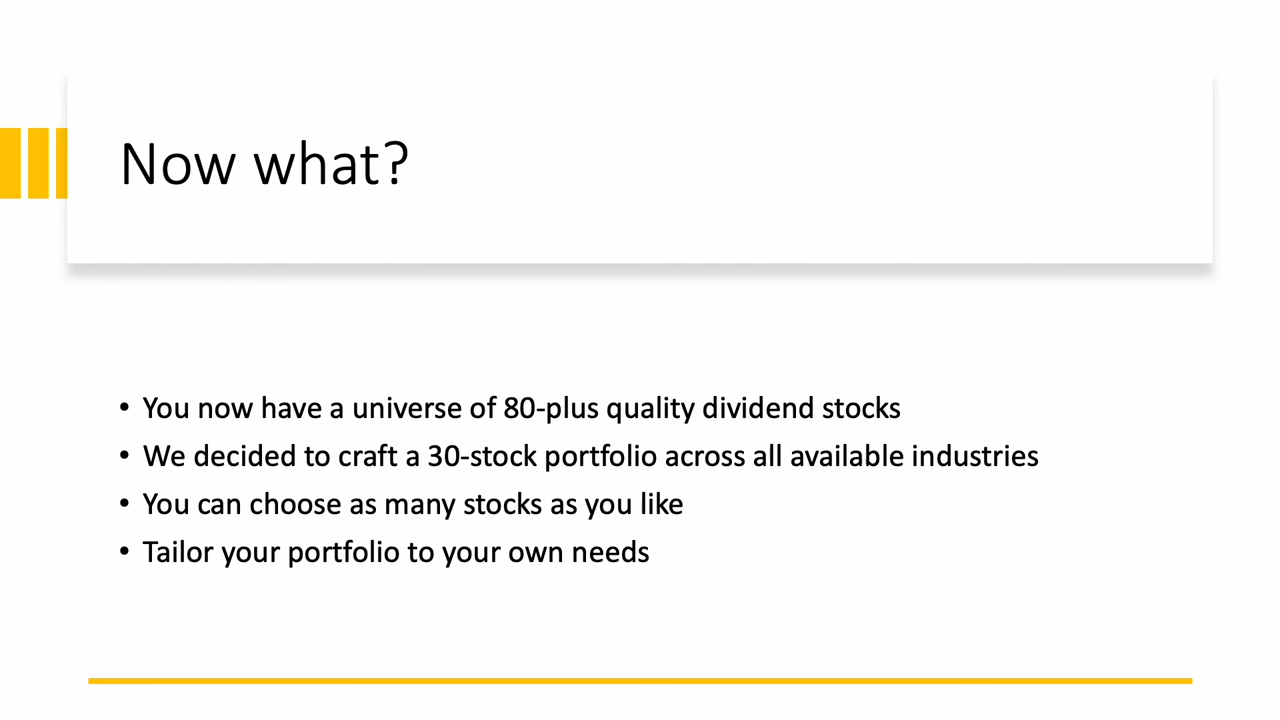 Now what?
• You now have a universe of 80-plus quality dividend stocks
• We decided to craft a 30-stock portfolio across all available industries
• You can choose as many stocks as you like
• Tailor your portfolio to your own needs